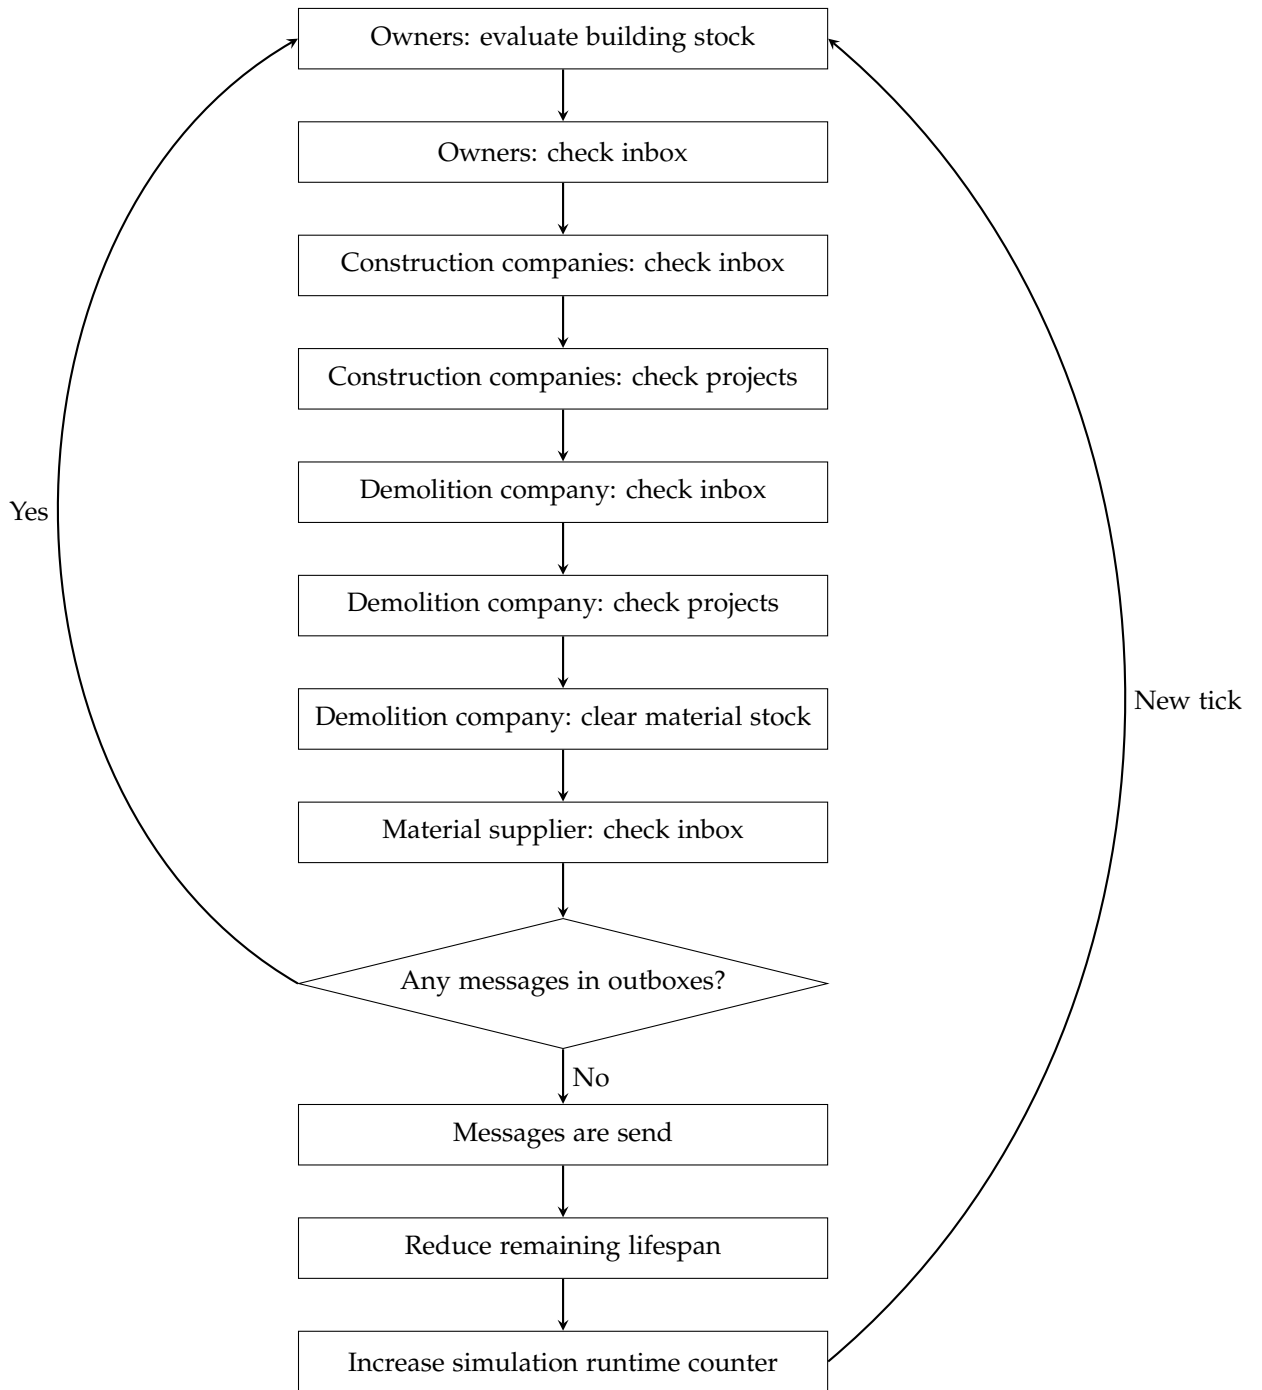 Owners: evaluate building stock
Owners: check inbox
Construction companies: check inbox
Construction companies: check projects
Demolition company: check inbox
Yes
Demolition company: check projects
Demolition company: clear material stock
New tick
Material supplier: check inbox
Any messages in outboxes?
No
Messages are send
Reduce remaining lifespan
Increase simulation runtime counter